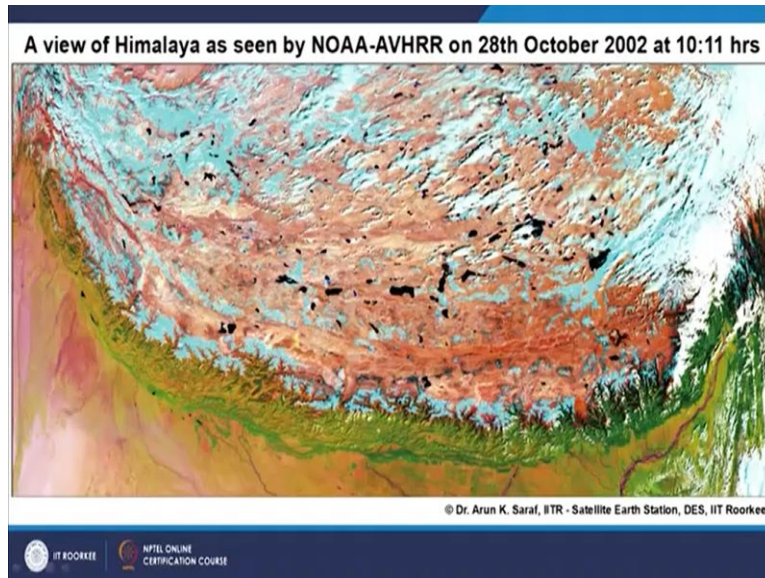 A view of Himalaya as seen by NOAA-AVHRR on 28th October 2002 at 10:11 hrs
© Dr. Arun K. Saraf, IITR - Satellite Earth Station, DES, IIT Roorkee
IIT ROORKEE
NPTEL ONLINE
CERTIFICATION COURSE